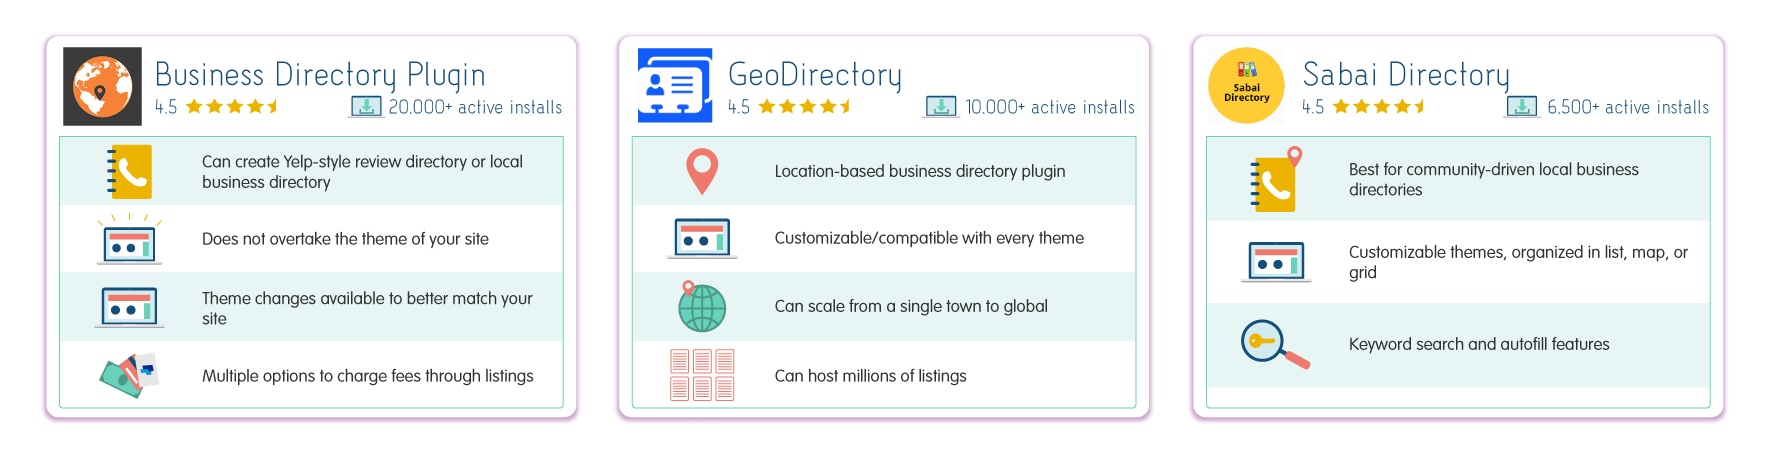 Business Directory Plugin
4.5 20.000+ active installs
Can create Yelp-style review directory or local
business directory
Does not overtake the theme of your site
Theme changes available to better match your
site
Multiple options to charge fees through listings
GeoDirectory
4.5 10.000+ active installs
Location-based business directory plugin
Customizable/compatible with every theme
Can scale from a single town to global
Can host millions of listings
Sabai
Directory
Sabai Directory
4.5 6.500+ active installs
Best for community-driven local business
directories
Customizable themes, organized in list, map, or
grid
Keyword search and autofill features